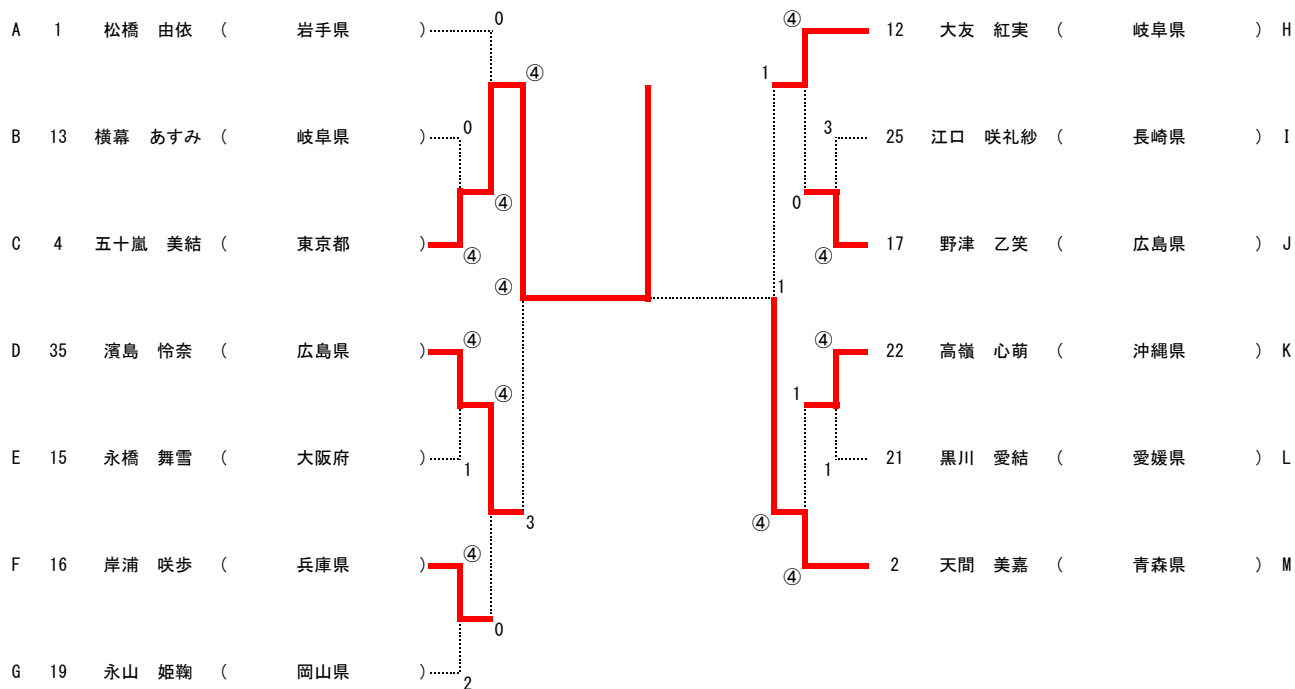 A 1 松橋 由依 ( 岩手県 ) 0 ④ 12 大友 紅実 ( 岐阜県 ) H
④ 1
B 13 横幕 あすみ ( 岐阜県 ) 0 3 25 江口 咲礼紗 ( 長崎県 ) I
④ 0
C 4 五十嵐 美結 ( 東京都 ) ④ ④ 17 野津 乙笑 ( 広島県 ) J
④ 1
D 35 濱島 怜奈 ( 広島県 ) ④ ④ 22 高嶺 心萌 ( 沖縄県 ) K
④ 1
E 15 永橋 舞雪 ( 大阪府 ) 1 1 21 黒川 愛結 ( 愛媛県 ) L
3 ④
F 16 岸浦 咲歩 ( 兵庫県 ) ④ ④ 2 天間 美嘉 ( 青森県 ) M
0
G 19 永山 姫鞠 ( 岡山県 ) 2